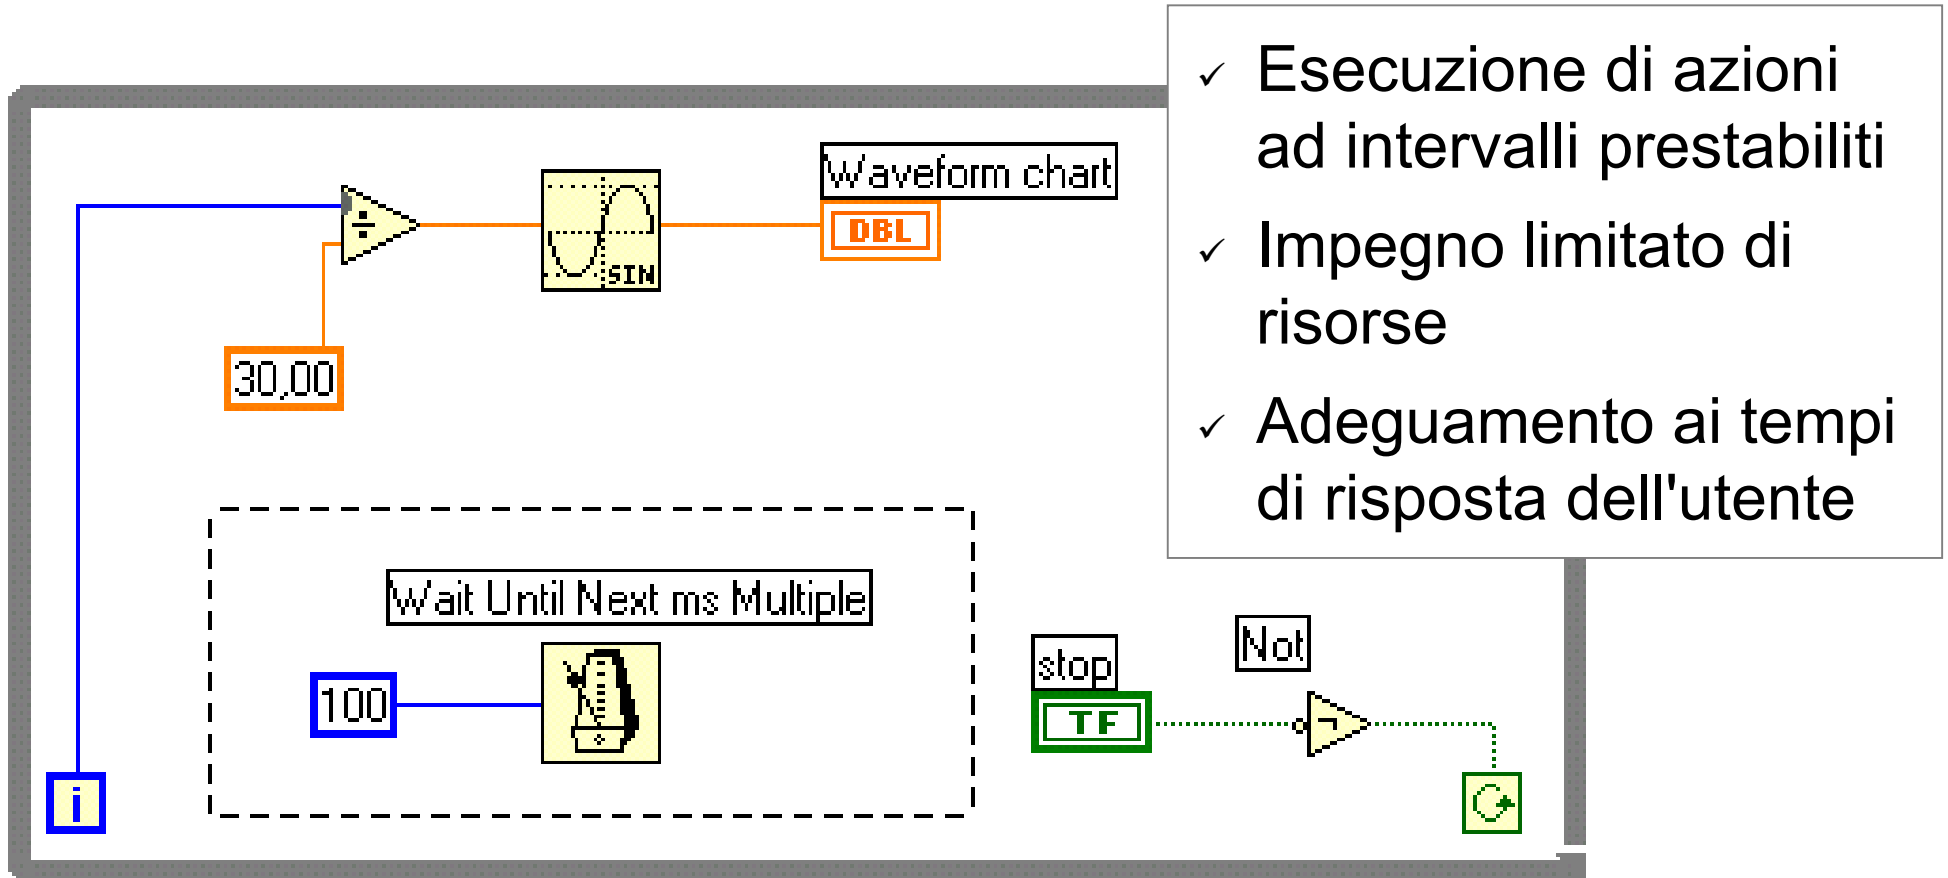 Esecuzione di azioni
ad intervalli prestabiliti
Impegno limitato di
risorse
Adeguamento ai tempi
di risposta dell'utente
Waveform chart
DBL
÷
SIN
30,00
Wait Until Next ms Multiple
100
stop
TF
Not
¬
i